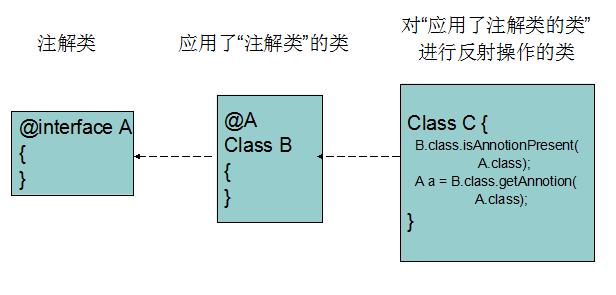 注解类
应用了“注解类”的类
对“应用了注解类的类”
进行反射操作的类
@interface A
{
}
@A
Class B
{
}
Class C {
B.class.isAnnotionPresent(
A.class);
A a = B.class.getAnnotion(
A.class);
}